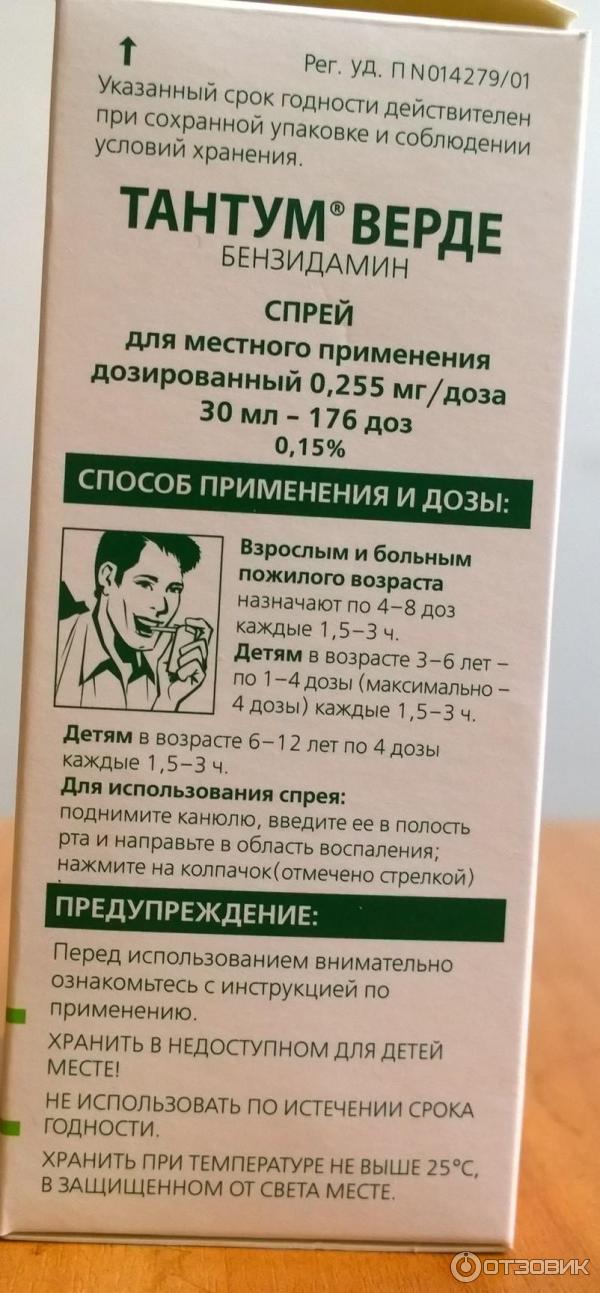 Рег. уд. П N014279/01
Указанный срок годности действителен
при сохранной упаковке и соблюдении
условий хранения.
ТАНТУМ® ВЕРДЕ
БЕНЗИДАМИН
СПРЕЙ
для местного применения
дозированный 0,255 мг/доза
30 мл – 176 доз
0,15%
СПОСОБ ПРИМЕНЕНИЯ И ДОЗЫ:
Взрослым и больным
пожилого возраста
назначают по 4–8 доз
каждые 1,5–3 ч.
Детям в возрасте 3–6 лет –
по 1–4 дозы (максимально –
4 дозы) каждые 1,5–3 ч.
Детям в возрасте 6–12 лет по 4 дозы
каждые 1,5–3 ч.
Для использования спрея:
поднимите канюлю, введите ее в полость
рта и направьте в область воспаления;
нажмите на колпачок(отмечено стрелкой)
ПРЕДУПРЕЖДЕНИЕ:
Перед использованием внимательно
ознакомьтесь с инструкцией по
применению.
ХРАНИТЬ В НЕДОСТУПНОМ ДЛЯ ДЕТЕЙ
МЕСТЕ!
НЕ ИСПОЛЬЗОВАТЬ ПО ИСТЕЧЕНИИ СРОКА
ГОДНОСТИ.
ХРАНИТЬ ПРИ ТЕМПЕРАТУРЕ НЕ ВЫШЕ 25°С,
В ЗАЩИЩЕННОМ ОТ СВЕТА МЕСТЕ.
ОТЗОВИК